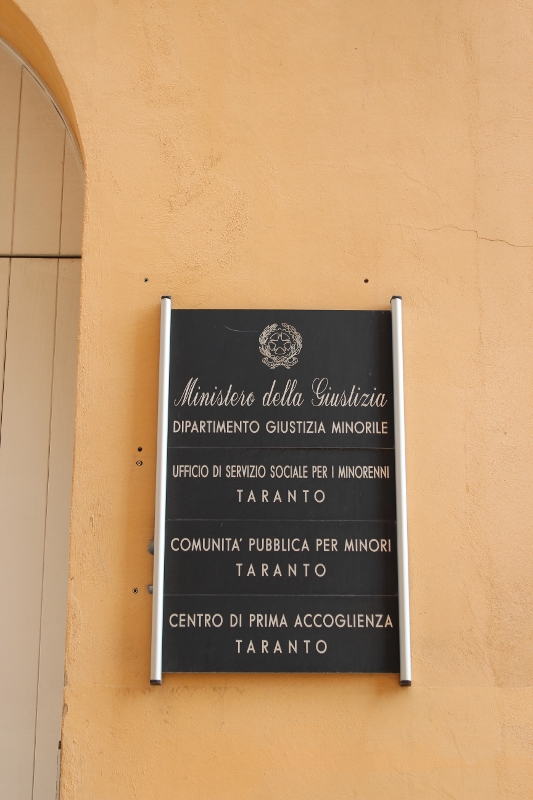 Ministero della Giustizia
DIPARTIMENTO GIUSTIZIA MINORILE
UFFICIO DI SERVIZIO SOCIALE PER I MINORENNI
TARANTO
COMUNITA' PUBBLICA PER MINORI
TARANTO
CENTRO DI PRIMA ACCOGLIENZA
TARANTO